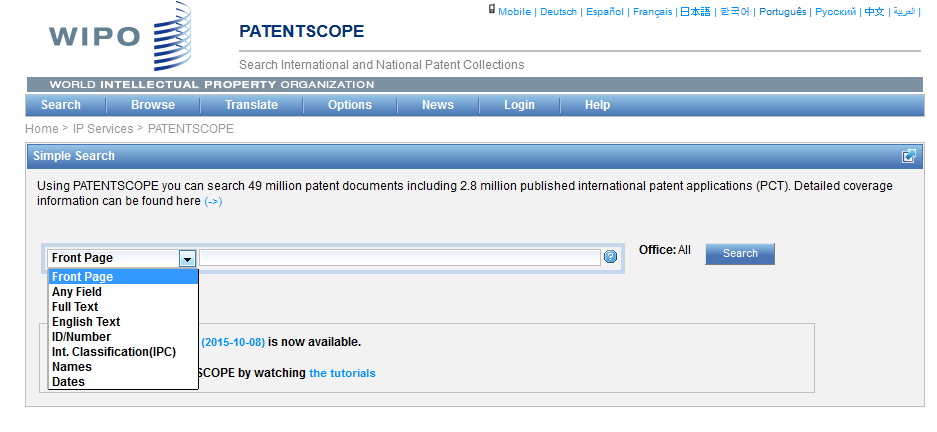 WIPO
PATENTSCOPE
Mobile | Deutsch | Español | Français | 日本語 | 한국어 | Português | Русский | 中文 | العربية |
Search International and National Patent Collections
WORLD INTELLECTUAL PROPERTY ORGANIZATION
Search Browse Translate Options News Login Help
Home > IP Services > PATENTSCOPE
Simple Search
Using PATENTSCOPE you can search 49 million patent documents including 2.8 million published international patent applications (PCT). Detailed coverage
information can be found here (->)
Front Page ? Office: All Search
Front Page
Any Field
Full Text
English Text
ID/Number
(2015-10-08) is now available.
Int. Classification(IPC)
Names
SCOPE by watching the tutorials
Dates